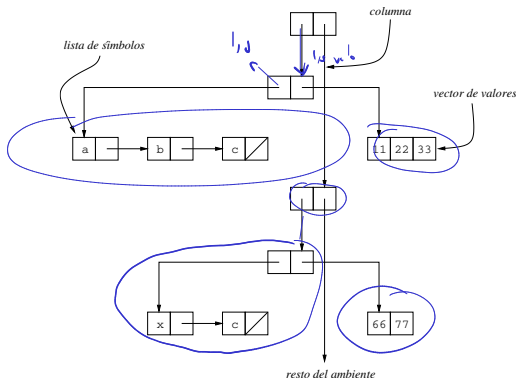 columna
lista de símbolos
vector de valores
a b c
11 22 33
x c
66 77
resto del ambiente